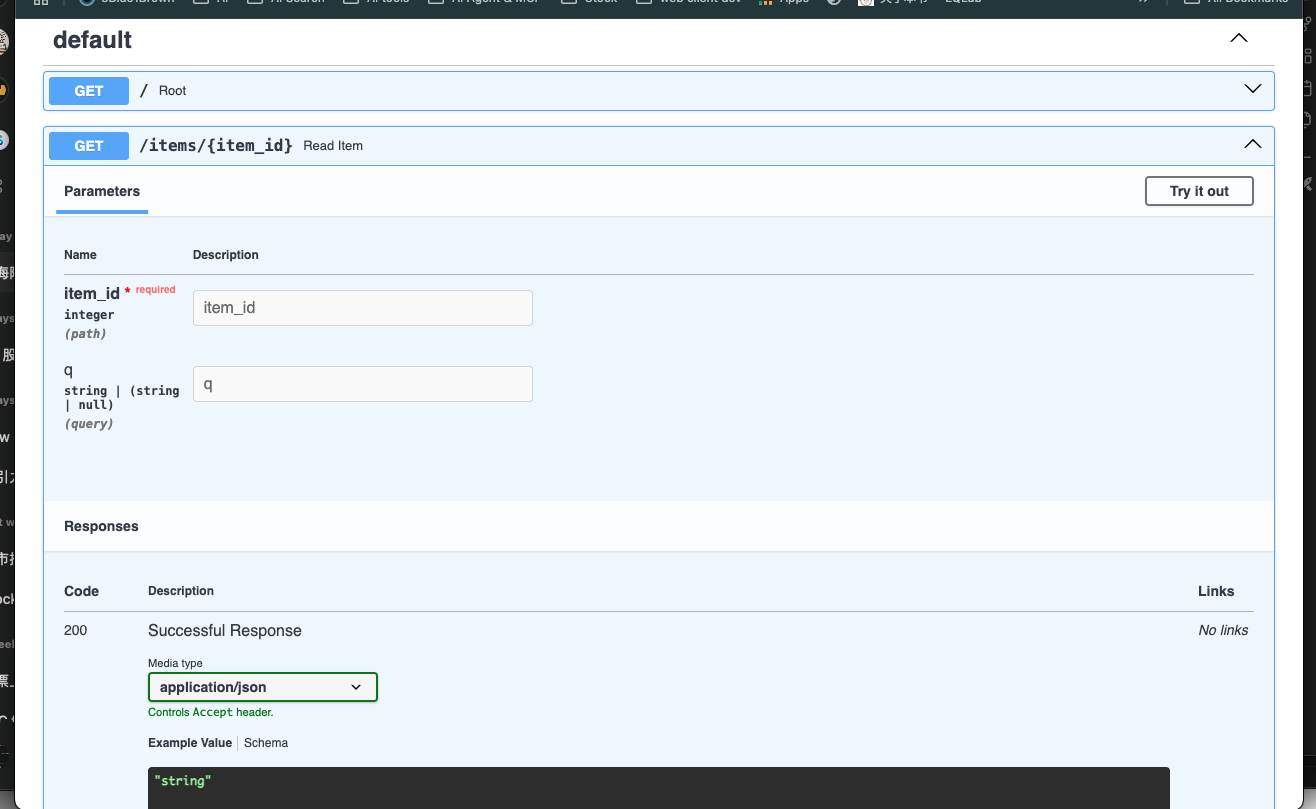 default
GET / Root
GET /items/{item_id} Read Item
Parameters Try it out
Name Description
item_id * required
integer
(path)
item_id
q
string | (string
| null)
(query)
q
Responses
Code Description Links
200 Successful Response No links
Media type
application/json
Controls Accept header.
Example Value Schema
"string"